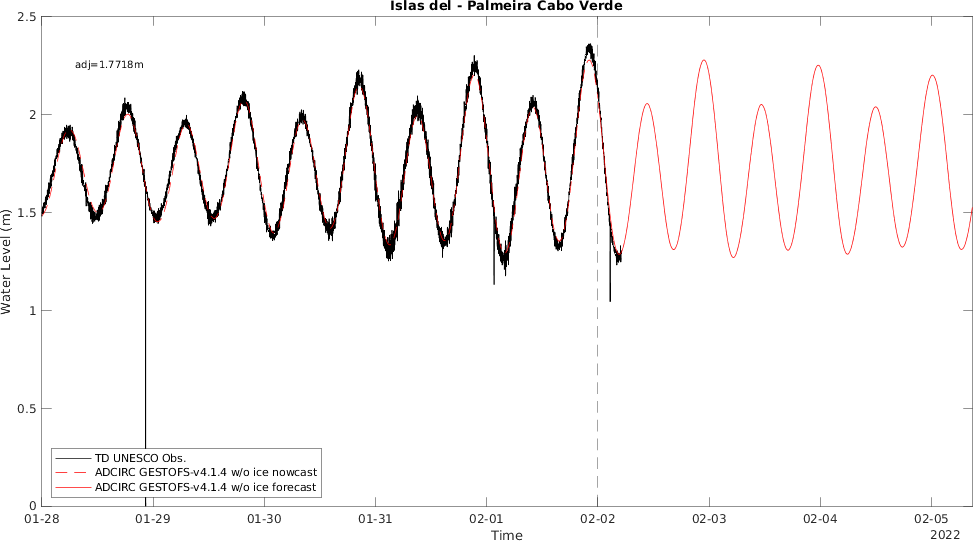 Islas del - Palmeira Cabo Verde
2.5
adj=1.7718m
2
1.5
Water Level (m)
1
0.5
TD UNESCO Obs.
ADCIRC GESTOFS-v4.1.4 w/o ice nowcast
ADCIRC GESTOFS-v4.1.4 w/o ice forecast
0
01-28 01-29 01-30 01-31 02-01 02-02 02-03 02-04 02-05
Time
2022